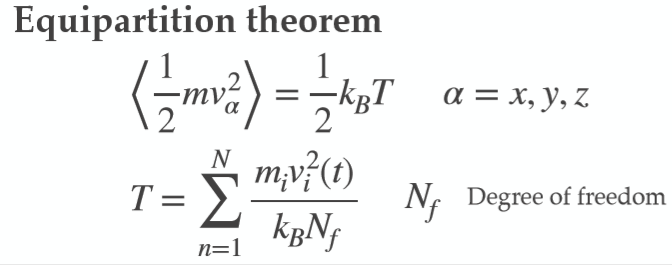 Equipartition theorem
⟨1/2 mv_α^2⟩ = 1/2 k_B T α = x, y, z
T = ∑_{n=1}^{N} m_i v_i^2(t) / k_B N_f N_f Degree of freedom